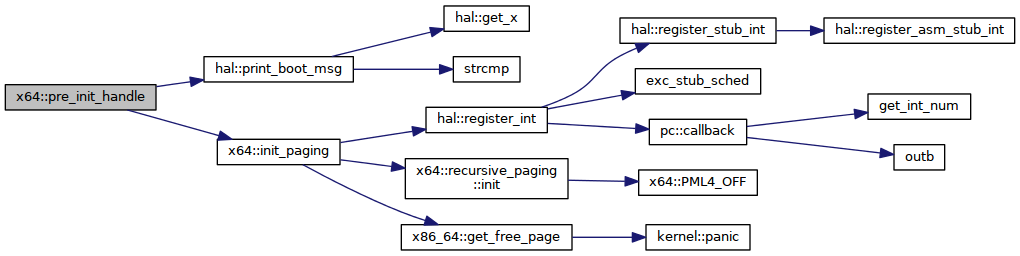 x64::pre_init_handle
hal::print_boot_msg
hal::get_x
strcmp
x64::init_paging
hal::register_int
hal::register_stub_int
hal::register_asm_stub_int
exc_stub_sched
pc::callback
get_int_num
outb
x64::recursive_paging
::init
x64::PML4_OFF
x86_64::get_free_page
kernel::panic